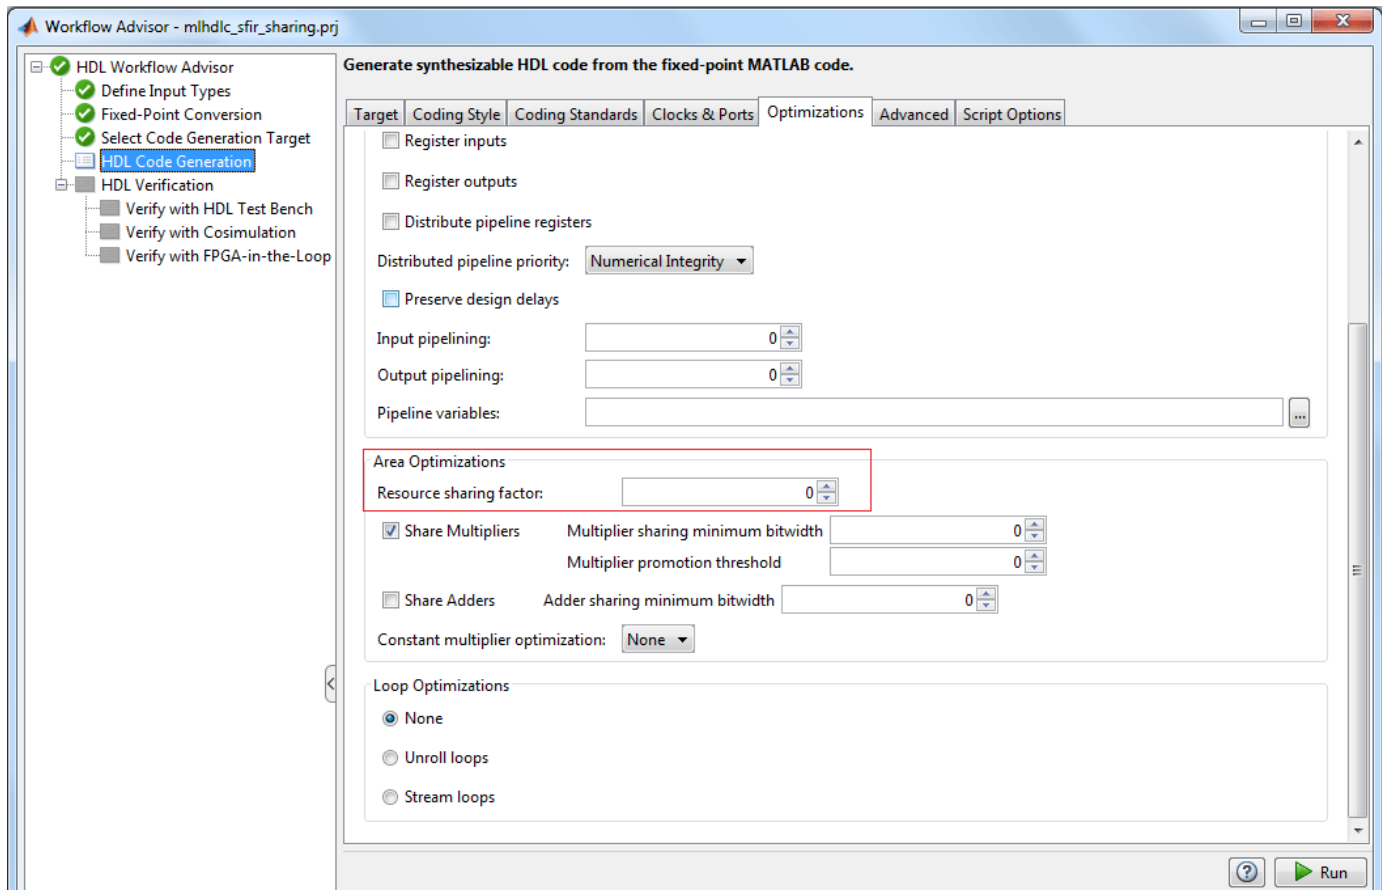 Workflow Advisor - mlhdlc_sfir_sharing.prj
HDL Workflow Advisor
Define Input Types
Fixed-Point Conversion
Select Code Generation Target
HDL Code Generation
HDL Verification
Verify with HDL Test Bench
Verify with Cosimulation
Verify with FPGA-in-the-Loop
Generate synthesizable HDL code from the fixed-point MATLAB code.
Target Coding Style Coding Standards Clocks & Ports Optimizations Advanced Script Options
Register inputs
Register outputs
Distribute pipeline registers
Distributed pipeline priority: Numerical Integrity
Preserve design delays
Input pipelining: 0
Output pipelining: 0
Pipeline variables: ...
Area Optimizations
Resource sharing factor: 0
Share Multipliers Multiplier sharing minimum bitwidth 0
Multiplier promotion threshold 0
Share Adders Adder sharing minimum bitwidth 0
Constant multiplier optimization: None
Loop Optimizations
None
Unroll loops
Stream loops
? Run